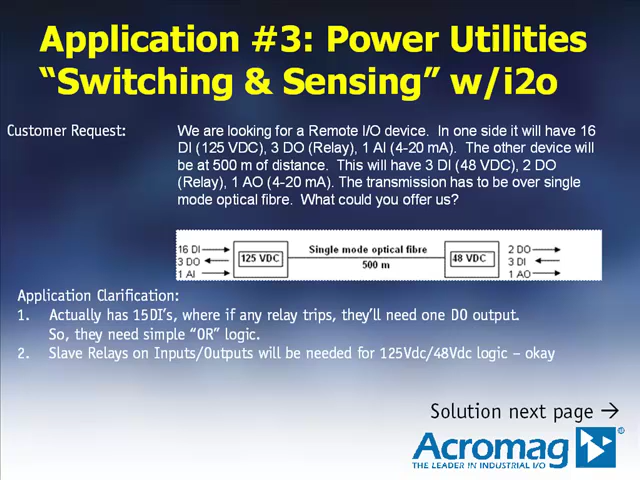 Application #3: Power Utilities
“Switching & Sensing” w/i2o
Customer Request:
We are looking for a Remote I/O device. In one side it will have 16
DI (125 VDC), 3 DO (Relay), 1 AI (4-20 mA). The other device will
be at 500 m of distance. This will have 3 DI (48 VDC), 2 DO
(Relay), 1 AO (4-20 mA). The transmission has to be over single
mode optical fibre. What could you offer us?
16 DI
3 DO
1 AI
125 VDC
Single mode optical fibre
500 m
48 VDC
2 DO
3 DI
1 AO
Application Clarification:
1. Actually has 15DI's, where if any relay trips, they'll need one DO output.
So, they need simple “OR” logic.
2. Slave Relays on Inputs/Outputs will be needed for 125Vdc/48Vdc logic – okay
Solution next page →
Acromag ®
THE LEADER IN INDUSTRIAL I/O